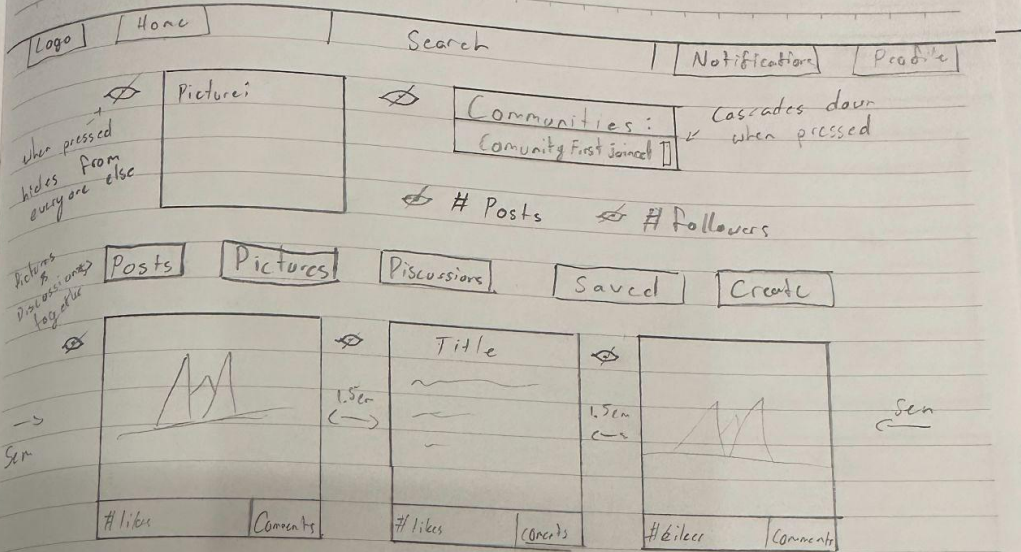 Logo
Home
Search
Notifications
Profile
Picture:
when pressed
hides from
everyone else
Communities:
Comunity First joined
Cascades down
when pressed
# Posts
# Followers
Pictures
&
Discussions
together
Posts
Pictures
Discussions
Saved
Create
1.5cm
Title
1.5cm
5cm
5cm
# likes
Comments
# likes
# likes
Comments